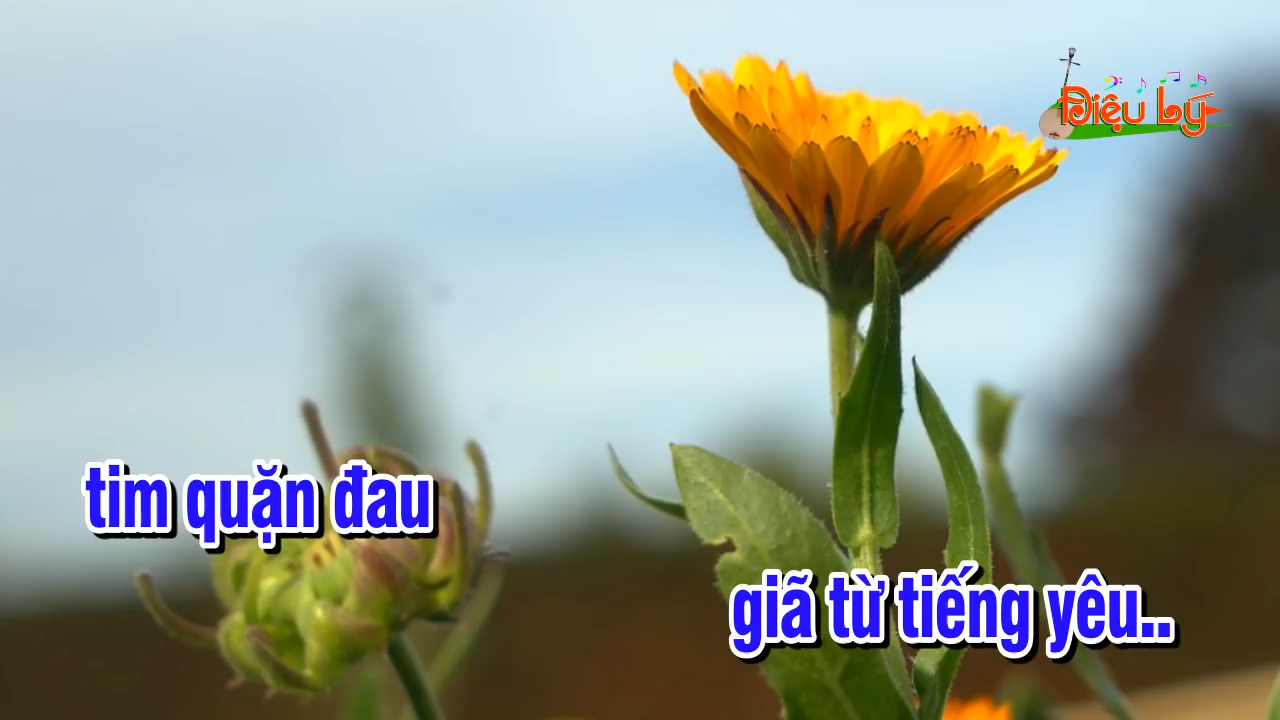 Điệu Lý
tim quặn đau
giã từ tiếng yêu..